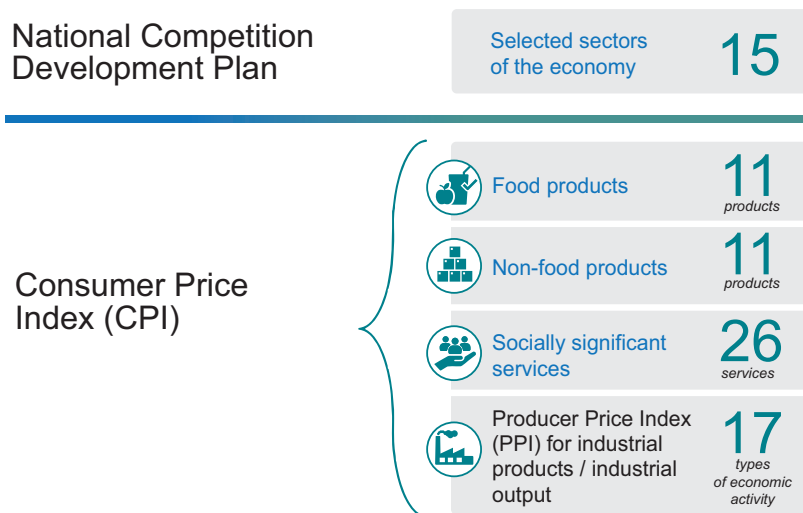 National Competition
Development Plan
Selected sectors
of the economy
15
Consumer Price
Index (CPI)
Food products
11
products
Non-food products
11
products
Socially significant
services
26
services
Producer Price Index
(PPI) for industrial
products / industrial
output
17
types
of economic
activity